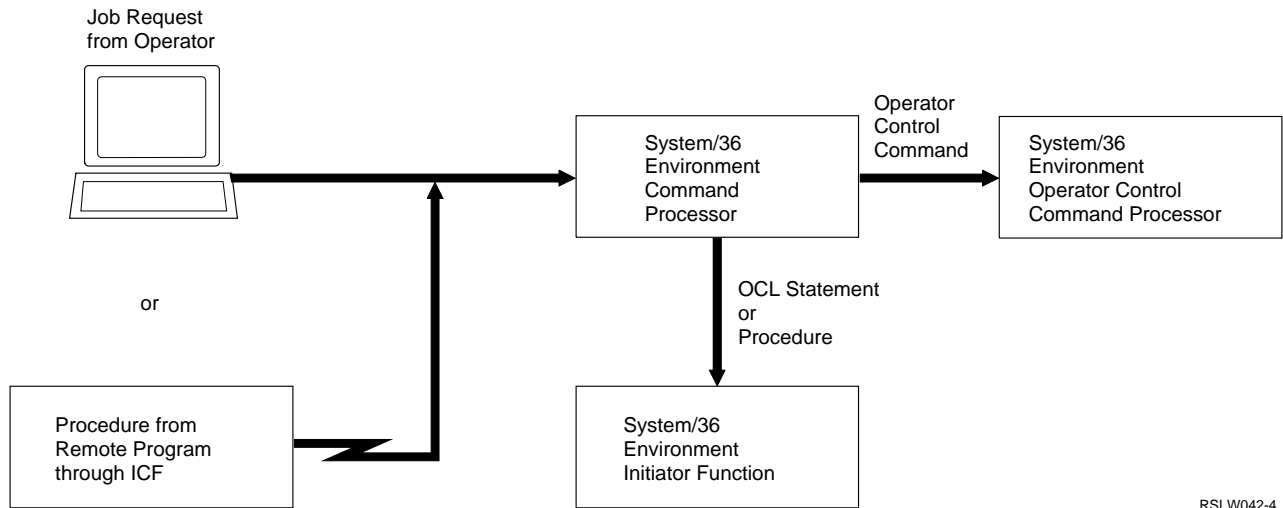 Job Request
from Operator
Operator
Control
Command
System/36
Environment
Command
Processor
System/36
Environment
Operator Control
Command Processor
or
OCL Statement
or
Procedure
Procedure from
Remote Program
through ICF
System/36
Environment
Initiator Function
RSLW042-4